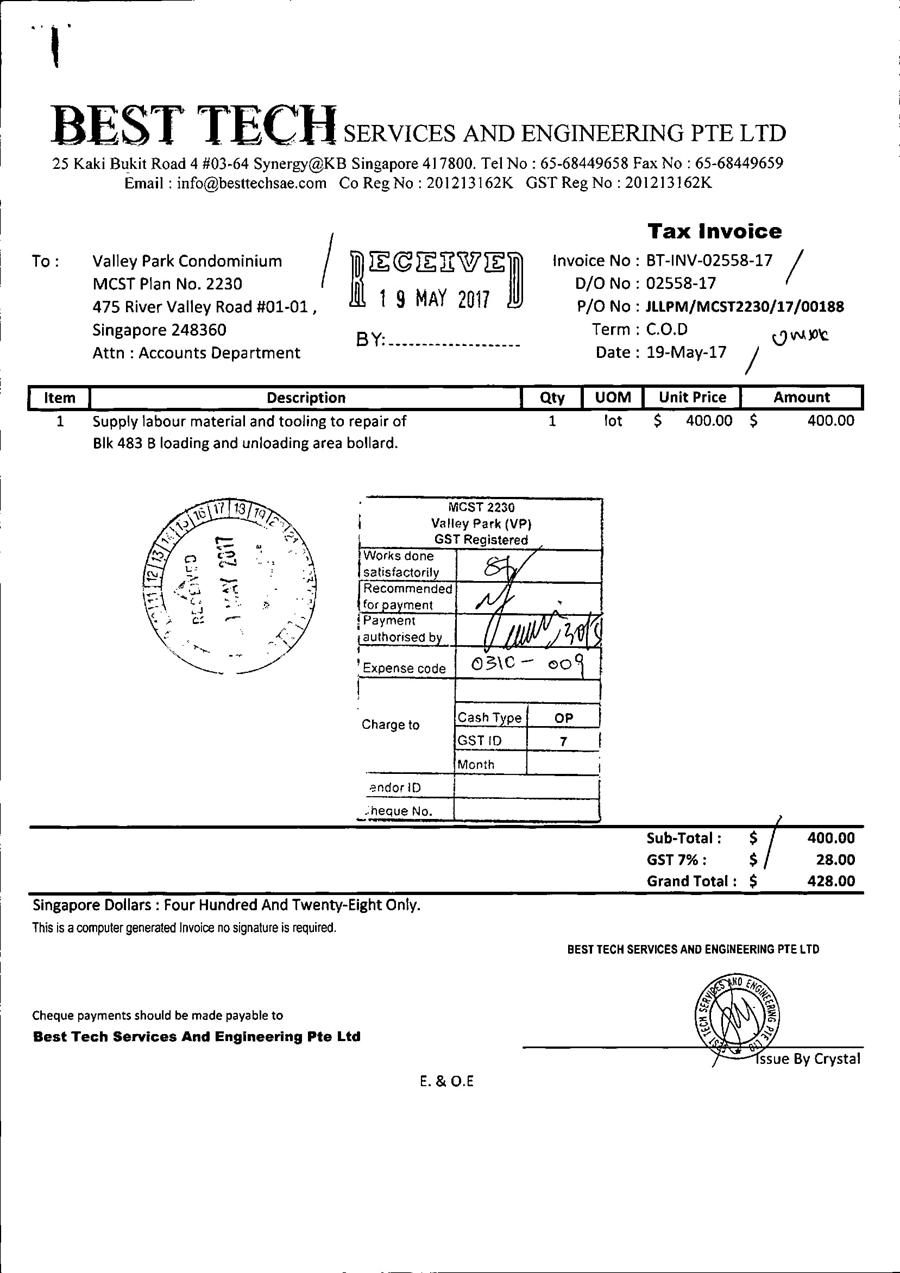 BEST TECH SERVICES AND ENGINEERING PTE LTD
25 Kaki Bukit Road 4 #03-64 Synergy@KB Singapore 417800. Tel No : 65-68449658 Fax No : 65-68449659
Email : info@besttechsae.com Co Reg No : 201213162K GST Reg No : 201213162K
Tax Invoice
To : Valley Park Condominium
MCST Plan No. 2230
475 River Valley Road #01-01 ,
Singapore 248360
Attn : Accounts Department
RECEIVED
19 MAY 2017
BY:
Invoice No : BT-INV-02558-17
D/O No : 02558-17
P/O No : JLLPM/MCST2230/17/00188
Term : C.O.D
Date : 19-May-17
Item Description Qty UOM Unit Price Amount
1 Supply labour material and tooling to repair of 1 lot $ 400.00 $ 400.00
Blk 483 B loading and unloading area bollard.
RECEIVED
MAY 2017
MCST 2230
Valley Park (VP)
GST Registered
Works done
satisfactorily
Recommended
for payment
Payment
authorised by
Expense code 031C - 009
Charge to
Cash Type OP
GST ID 7
Month
endor ID
heque No.
Sub-Total : $ 400.00
GST 7% : $ 28.00
Grand Total : $ 428.00
Singapore Dollars : Four Hundred And Twenty-Eight Only.
This is a computer generated Invoice no signature is required.
BEST TECH SERVICES AND ENGINEERING PTE LTD
Cheque payments should be made payable to
Best Tech Services And Engineering Pte Ltd
BEST TECH SERVICES AND ENGINEERING PTE LTD
Issue By Crystal
E. & O.E